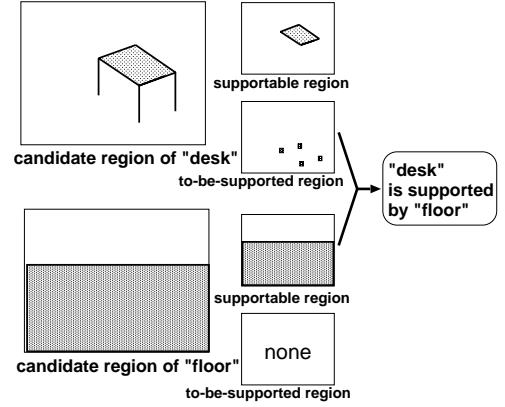 supportable region
candidate region of "desk"
to-be-supported region
"desk"
is supported
by "floor"
supportable region
candidate region of "floor"
none
to-be-supported region